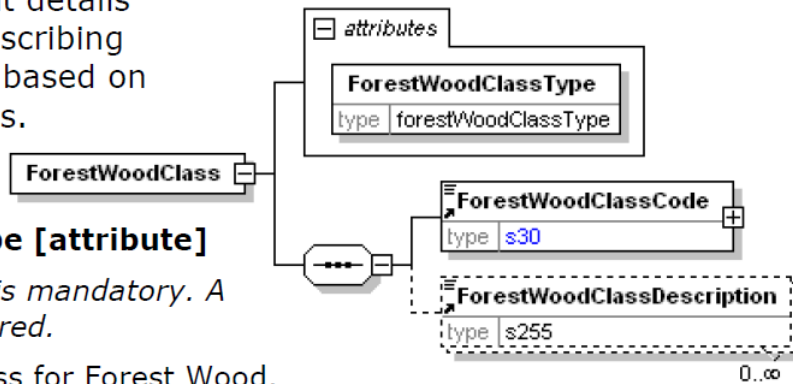 t details
scribing
based on
s.
attributes
ForestWoodClassType
type forestWoodClassType
ForestWoodClass
ForestWoodClassCode
type s30
ForestWoodClassDescription
type s255
0..∞
pe [attribute]
is mandatory. A
red.
ss for Forest Wood.